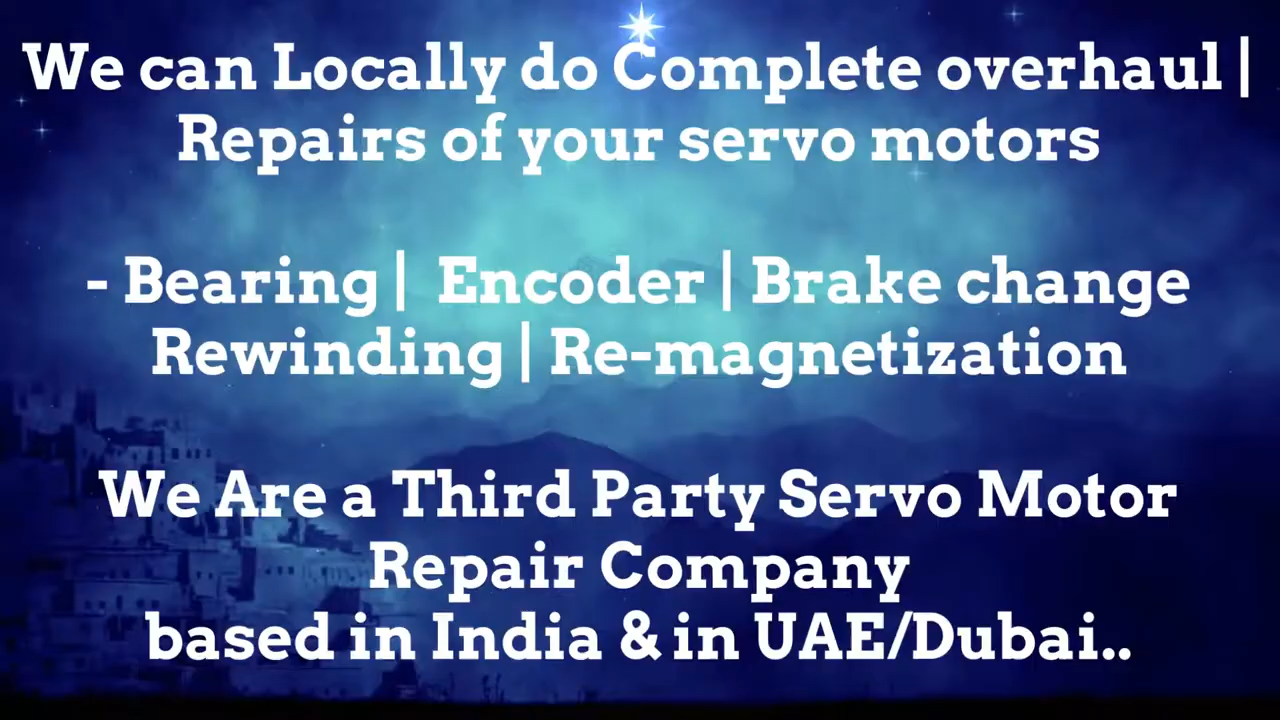 We can Locally do Complete overhaul |
Repairs of your servo motors
- Bearing |  Encoder | Brake change
Rewinding | Re-magnetization
We Are a Third Party Servo Motor
Repair Company
based in India & in UAE/Dubai..